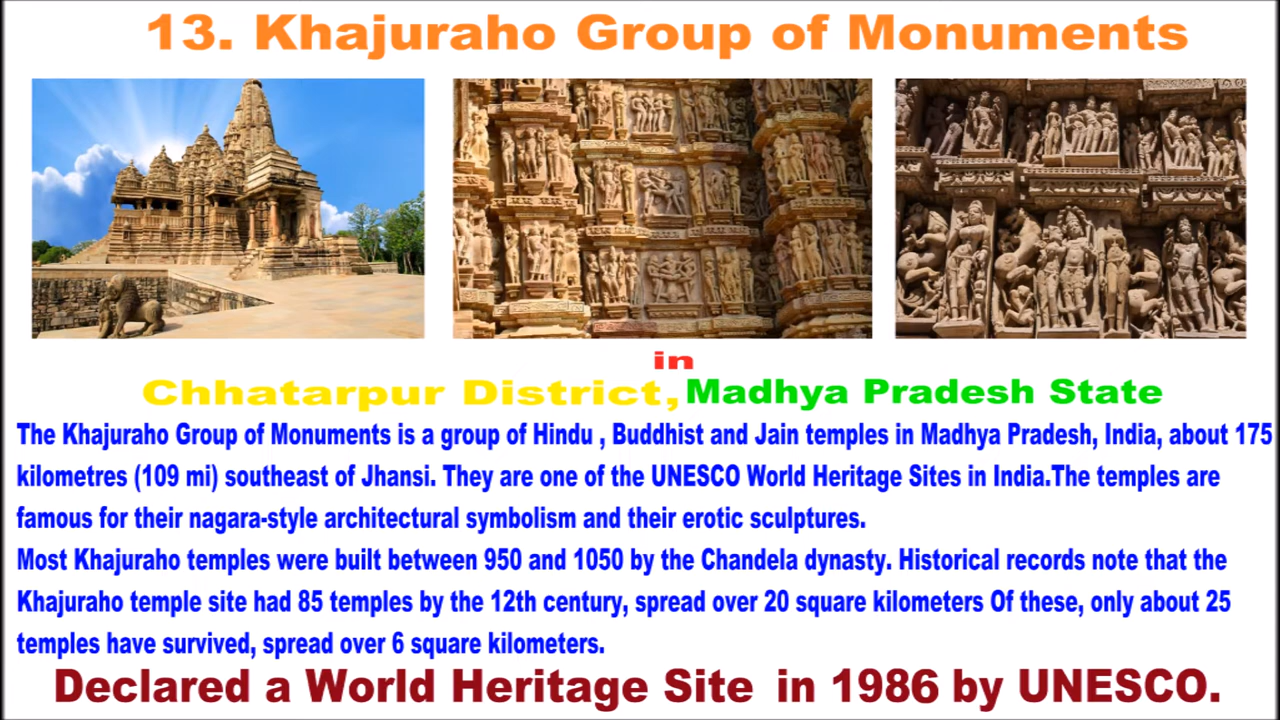 13. Khajuraho Group of Monuments
in
Chhatarpur District, Madhya Pradesh State
The Khajuraho Group of Monuments is a group of Hindu , Buddhist and Jain temples in Madhya Pradesh, India, about 175
kilometres (109 mi) southeast of Jhansi. They are one of the UNESCO World Heritage Sites in India.The temples are
famous for their nagara-style architectural symbolism and their erotic sculptures.
Most Khajuraho temples were built between 950 and 1050 by the Chandela dynasty. Historical records note that the
Khajuraho temple site had 85 temples by the 12th century, spread over 20 square kilometers Of these, only about 25
temples have survived, spread over 6 square kilometers.
Declared a World Heritage Site in 1986 by UNESCO.